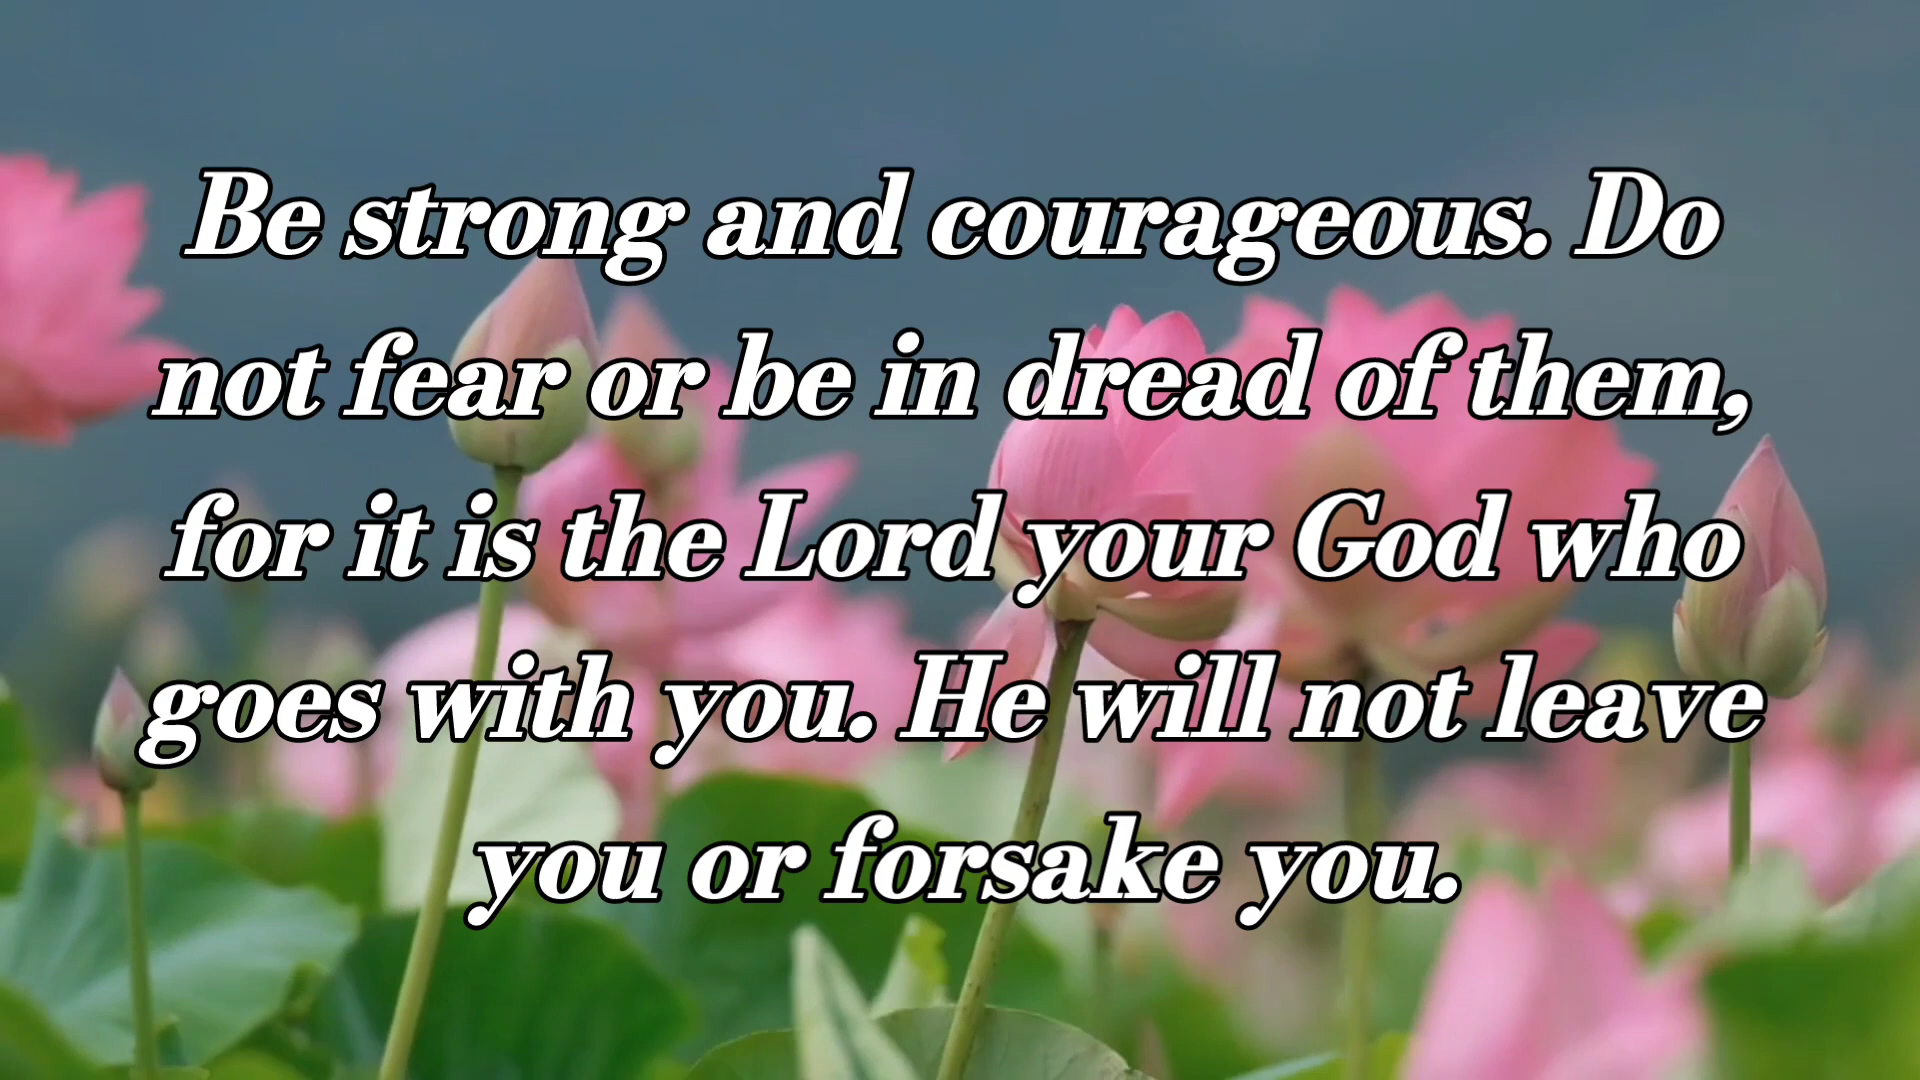 Be strong and courageous. Do
not fear or be in dread of them,
for it is the Lord your God who
goes with you. He will not leave
you or forsake you.